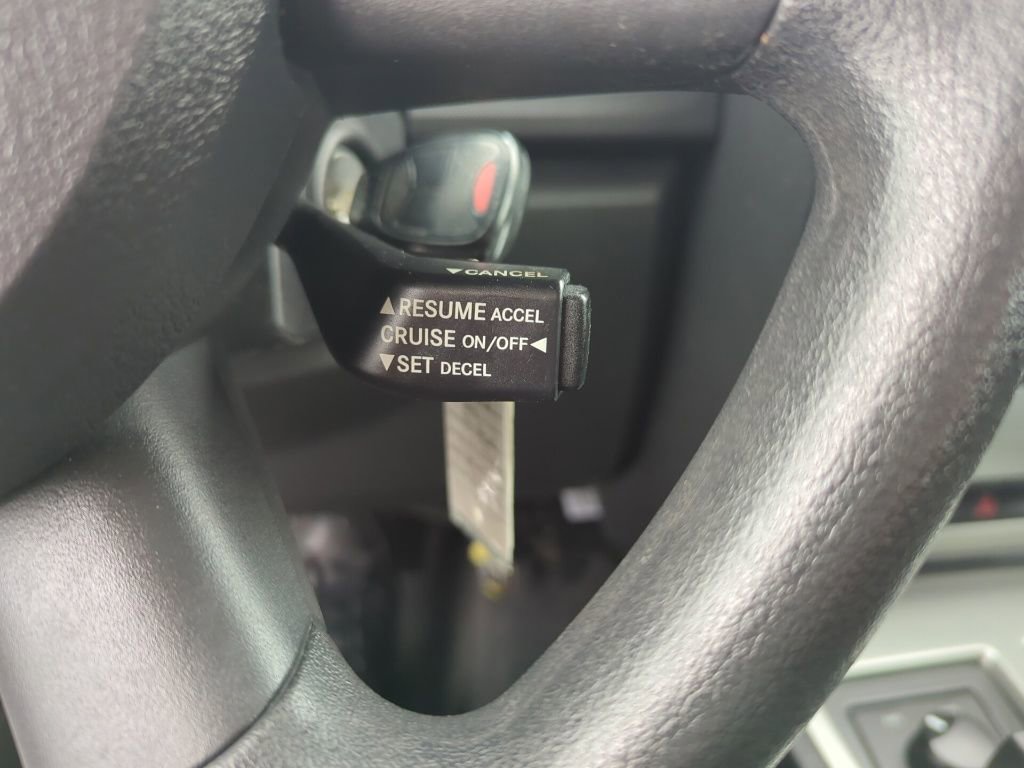 ▼CANCEL
▲RESUME ACCEL
CRUISE ON/OFF◀
▼SET DECEL